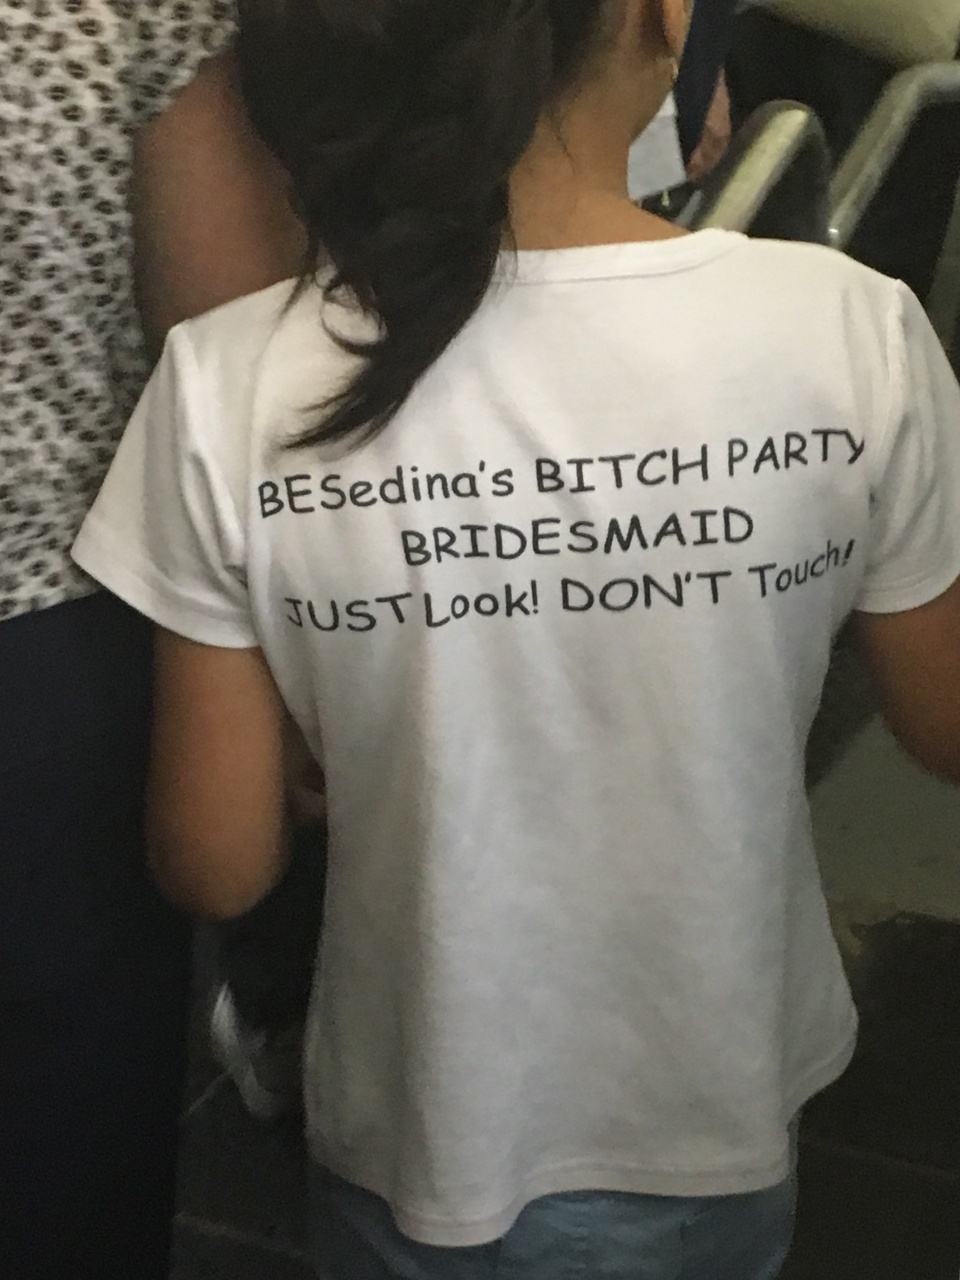 BESedina's BITCH PARTY
BRIDESMAID
JUST Look! DON'T Touch!